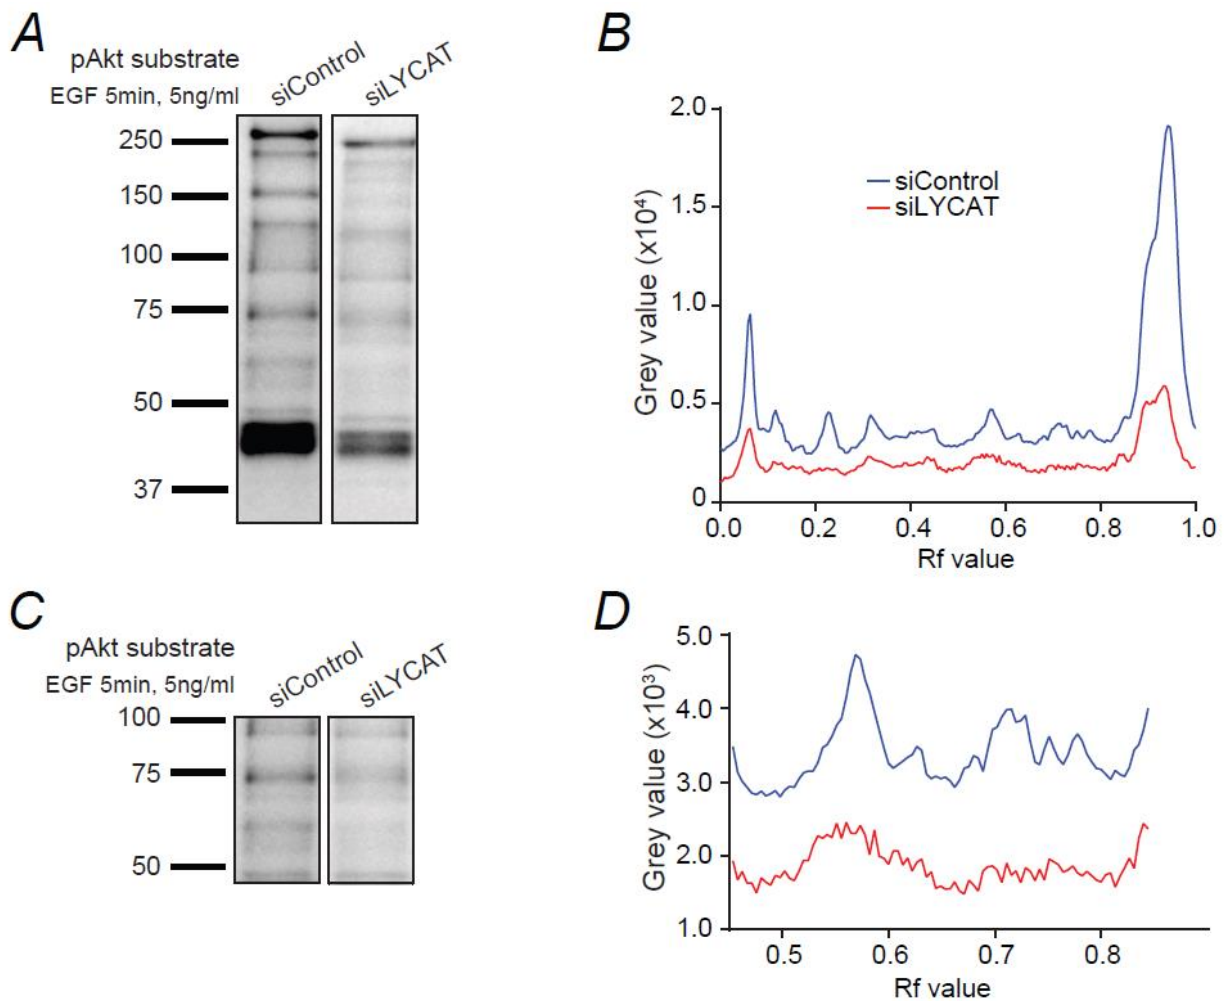 A
pAkt substrate
EGF 5min, 5ng/ml
siControl
siLYCAT
250
150
100
75
50
37
B
Grey value (x10⁴)
2.0
1.5
1.0
0.5
0
siControl
siLYCAT
0.0 0.2 0.4 0.6 0.8 1.0
Rf value
C
pAkt substrate
EGF 5min, 5ng/ml
siControl
siLYCAT
100
75
50
D
Grey value (x10³)
5.0
4.0
3.0
2.0
1.0
0.5 0.6 0.7 0.8
Rf value